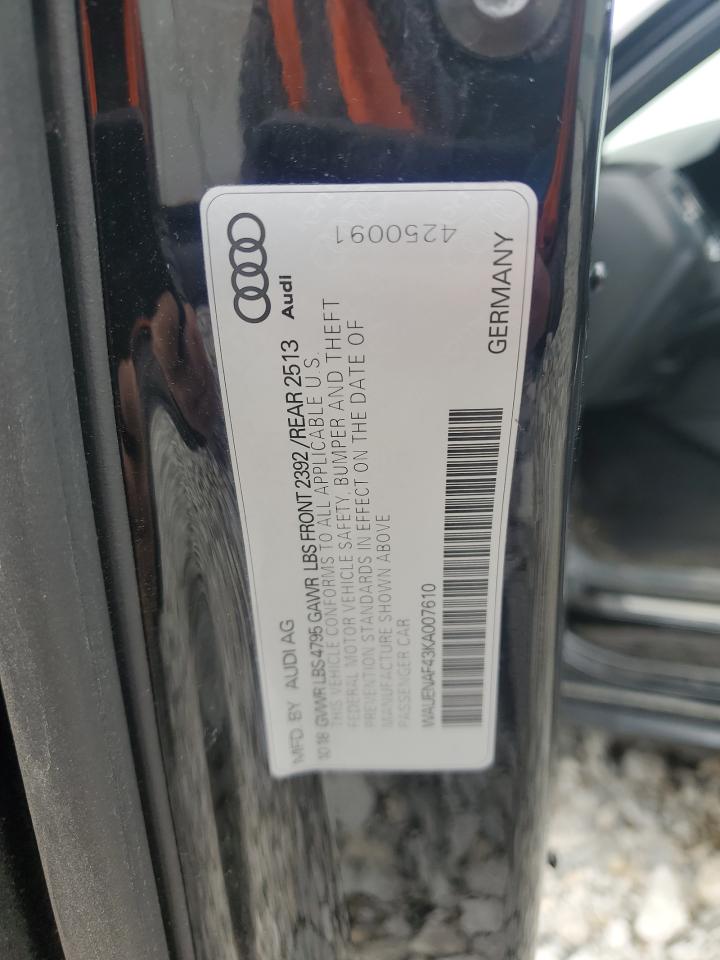 MFD. BY AUDI AG
Audi
10 18 GVWR LBS 4795 GAWR LBS FRONT 2392 /REAR 2513
THIS VEHICLE CONFORMS TO ALL APPLICABLE U S.
FEDERAL MOTOR VEHICLE SAFETY, BUMPER AND THEFT
PREVENTION STANDARDS IN EFFECT ON THE DATE OF
MANUFACTURE SHOWN ABOVE
PASSENGER CAR
4250091
WAUENAF43KA007610
GERMANY